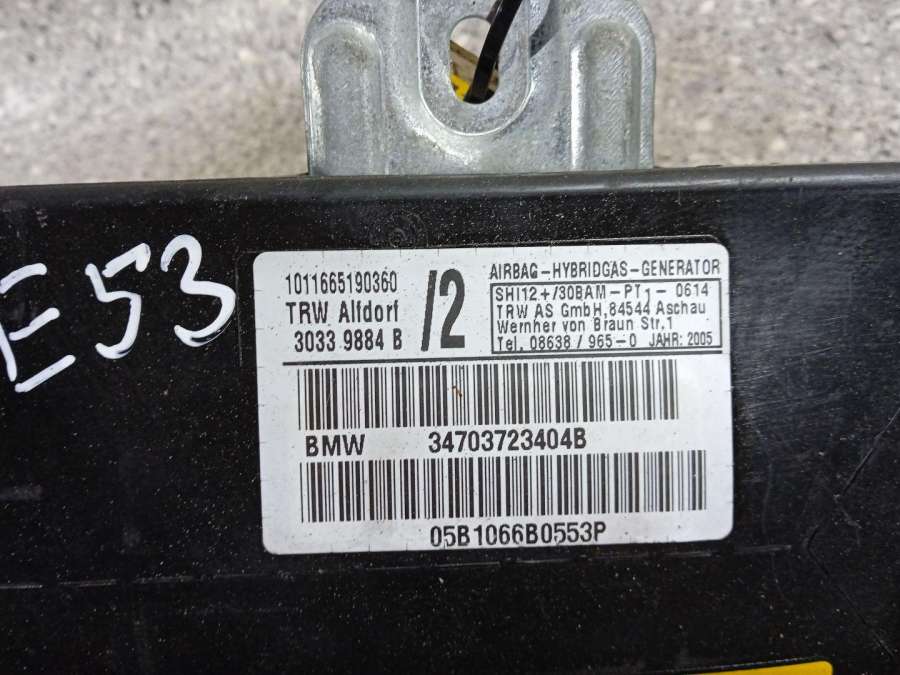 E53
1011665190360
TRW Alfdorf
3033 9884 B
/2
AIRBAG-HYBRIDGAS-GENERATOR
SHI12.+/30BAM-PT1-0614
TRW AS GmbH,84544 Aschau
Wernher von Braun Str.1
Tel. 08638 / 965-0 JAHR: 2005
BMW 34703723404B
05B1066B0553P